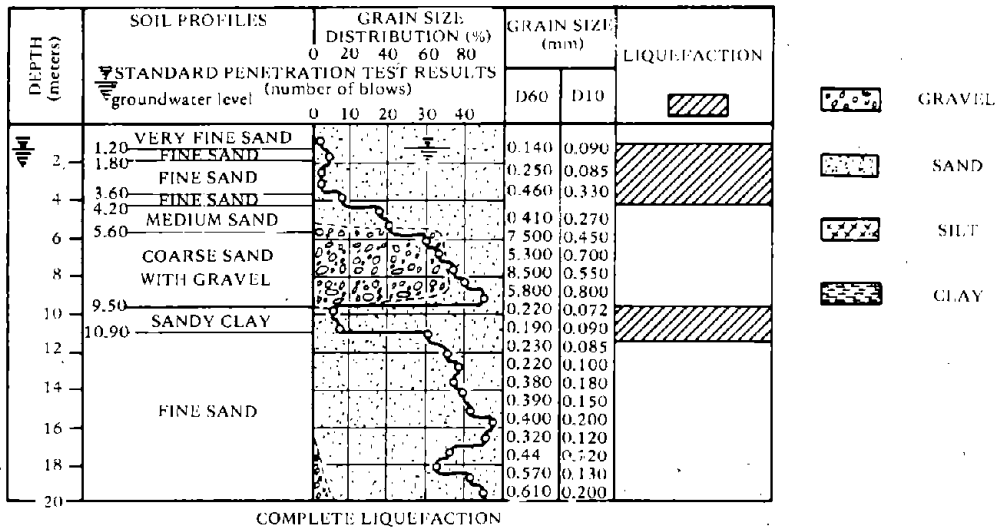 DEPTH (meters)
SOIL PROFILES
GRAIN SIZE DISTRIBUTION (%)
0 20 40 60 80
STANDARD PENETRATION TEST RESULTS
(number of blows)
groundwater level
0 10 20 30 40
GRAIN SIZE (mm)
D60 D10
LIQUEFACTION
GRAVEL
SAND
SILT
CLAY
2
4
6
8
10
12
14
16
18
20
VERY FINE SAND
1.20
FINE SAND
1.80
FINE SAND
3.60
FINE SAND
4.20
MEDIUM SAND
5.60
COARSE SAND
WITH GRAVEL
9.50
SANDY CLAY
10.90
FINE SAND
0.140 0.090
0.250 0.085
0.460 0.330
0.410 0.270
7.500 0.450
5.300 0.700
8.500 0.550
5.800 0.800
0.220 0.072
0.190 0.090
0.230 0.085
0.220 0.100
0.380 0.180
0.390 0.150
0.400 0.200
0.320 0.120
0.44 0.120
0.570 0.130
0.610 0.200
COMPLETE LIQUEFACTION